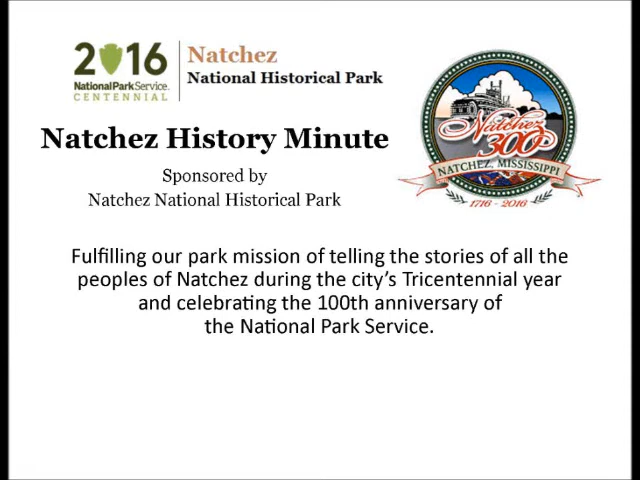 2016
National Park Service
CENTENNIAL
Natchez
National Historical Park
Natchez History Minute
Sponsored by
Natchez National Historical Park
Natchez
300
NATCHEZ, MISSISSIPPI
1716 - 2016
Fulfilling our park mission of telling the stories of all the
peoples of Natchez during the city's Tricentennial year
and celebrating the 100th anniversary of
the National Park Service.